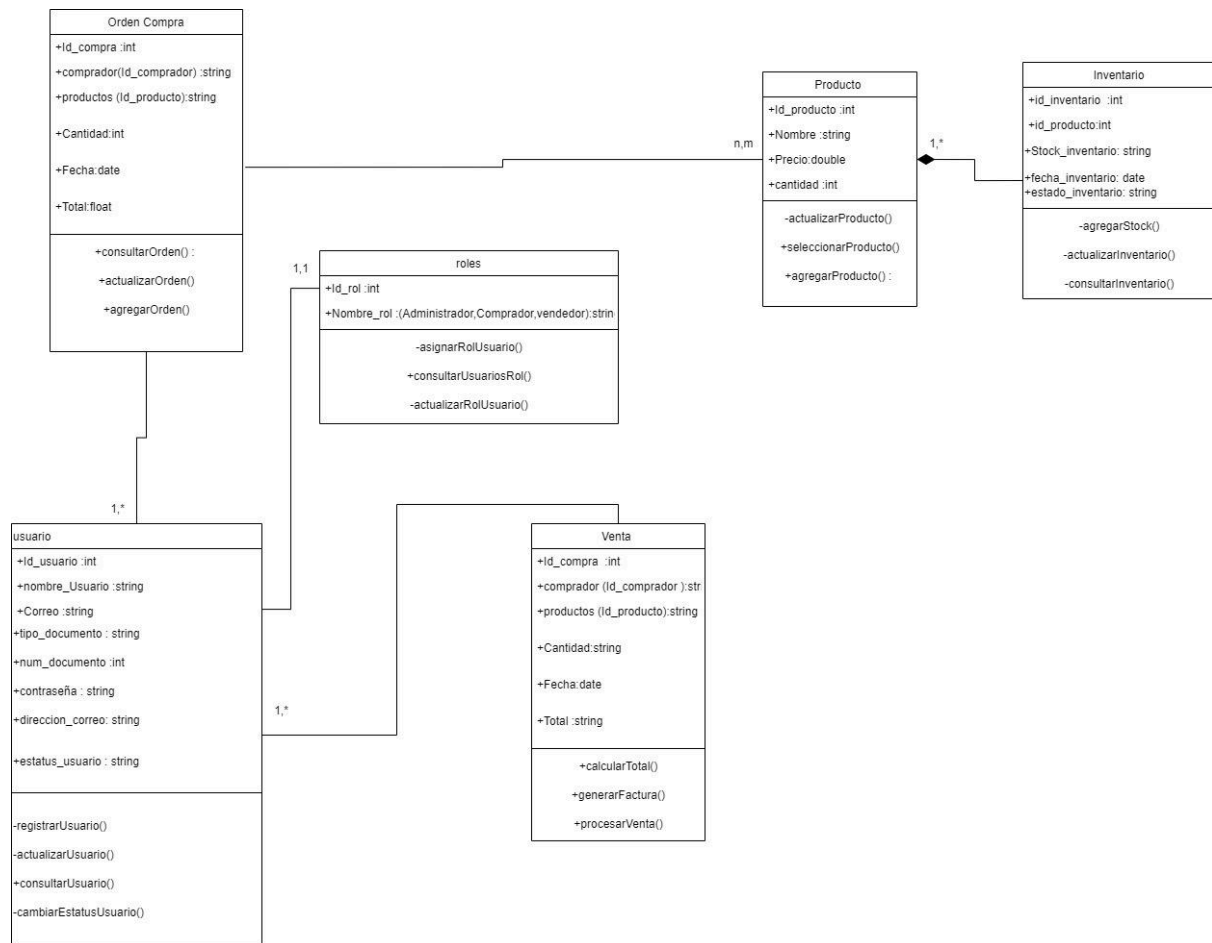 Orden Compra
+Id_compra :int
+comprador(Id_comprador) :string
+productos (Id_producto):string
+Cantidad:int
+Fecha:date
+Total:float
+consultarOrden() :
+actualizarOrden()
+agregarOrden()
n,m
Producto
+Id_producto :int
+Nombre :string
+Precio:double
+cantidad :int
-actualizarProducto()
+seleccionarProducto()
+agregarProducto() :
1,*
Inventario
+id_inventario :int
+id_producto:int
+Stock_inventario: string
+fecha_inventario: date
+estado_inventario: string
-agregarStock()
-actualizarInventario()
-consultarInventario()
1,1
roles
+Id_rol :int
+Nombre_rol :(Administrador,Comprador,vendedor):strin
-asignarRolUsuario()
+consultarUsuariosRol()
-actualizarRolUsuario()
1,*
usuario
+Id_usuario :int
+nombre_Usuario :string
+Correo :string
+tipo_documento : string
+num_documento :int
+contraseña : string
+direccion_correo: string
+estatus_usuario : string
-registrarUsuario()
-actualizarUsuario()
+consultarUsuario()
-cambiarEstatusUsuario()
1,*
Venta
+Id_compra :int
+comprador (Id_comprador ):str
+productos (Id_producto):string
+Cantidad:string
+Fecha:date
+Total :string
+calcularTotal()
+generarFactura()
+procesarVenta()